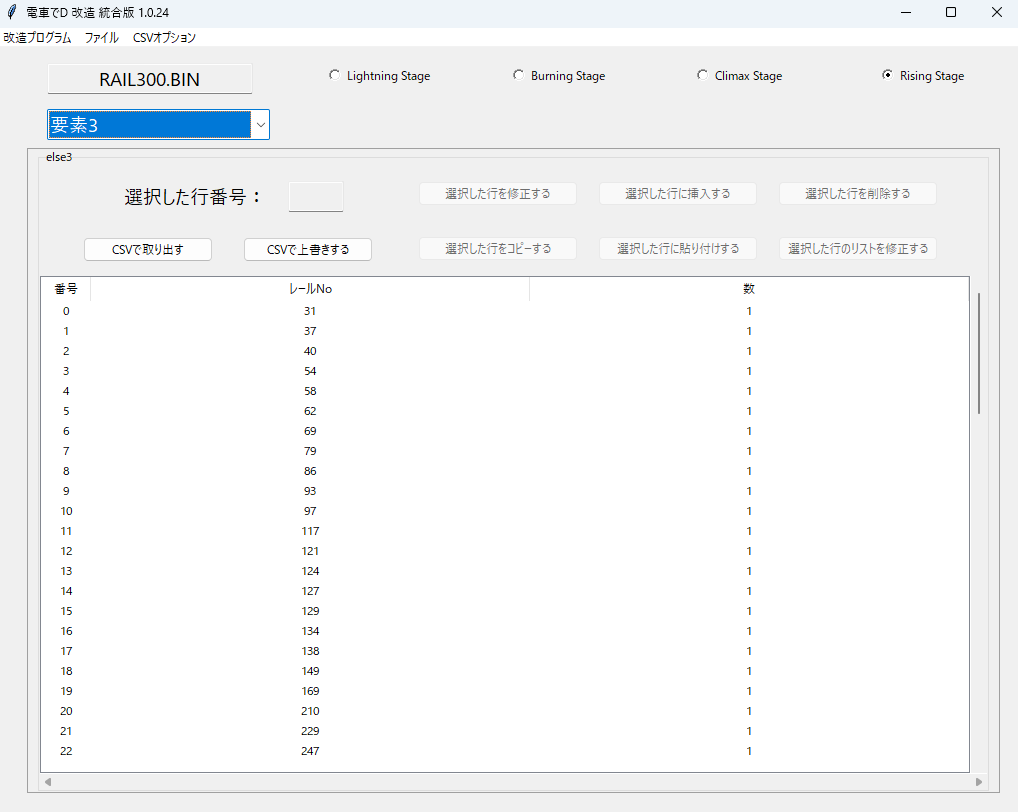 電車でD 改造 統合版 1.0.24
改造プログラム ファイル CSVオプション
RAIL300.BIN Lightning Stage Burning Stage Climax Stage Rising Stage
要素3
else3
選択した行番号： 選択した行を修正する 選択した行に挿入する 選択した行を削除する
CSVで取り出す CSVで上書きする 選択した行をコピーする 選択した行に貼り付けする 選択した行のリストを修正する
番号 レールNo 数
0 31 1
1 37 1
2 40 1
3 54 1
4 58 1
5 62 1
6 69 1
7 79 1
8 86 1
9 93 1
10 97 1
11 117 1
12 121 1
13 124 1
14 127 1
15 129 1
16 134 1
17 138 1
18 149 1
19 169 1
20 210 1
21 229 1
22 247 1